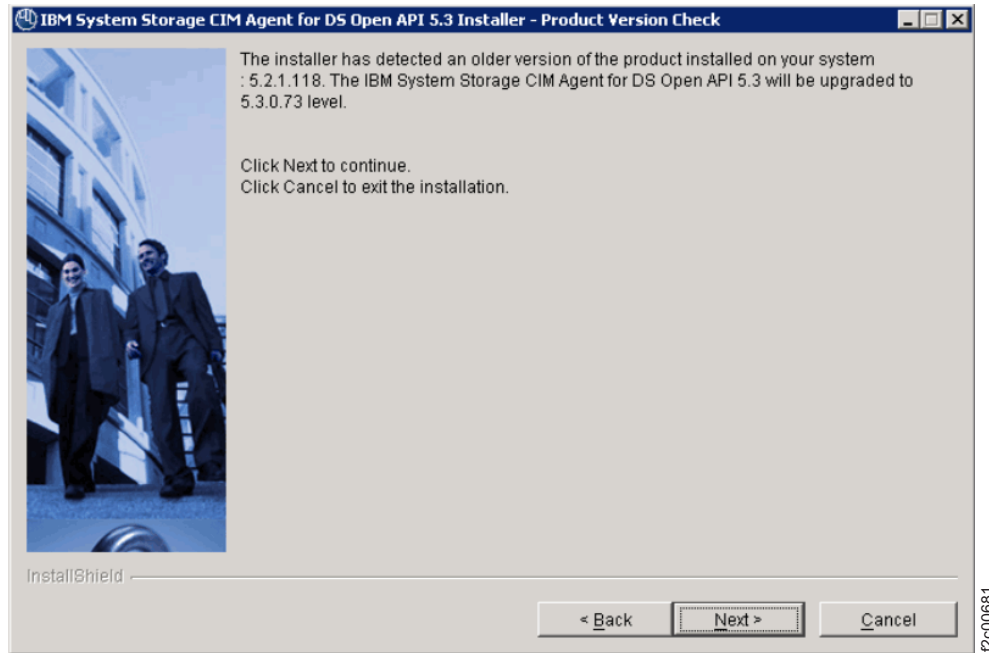 IBM System Storage CIM Agent for DS Open API 5.3 Installer - Product Version Check
The installer has detected an older version of the product installed on your system
: 5.2.1.118. The IBM System Storage CIM Agent for DS Open API 5.3 will be upgraded to
5.3.0.73 level.
Click Next to continue.
Click Cancel to exit the installation.
InstallShield
< Back
Next >
Cancel
f2c00681